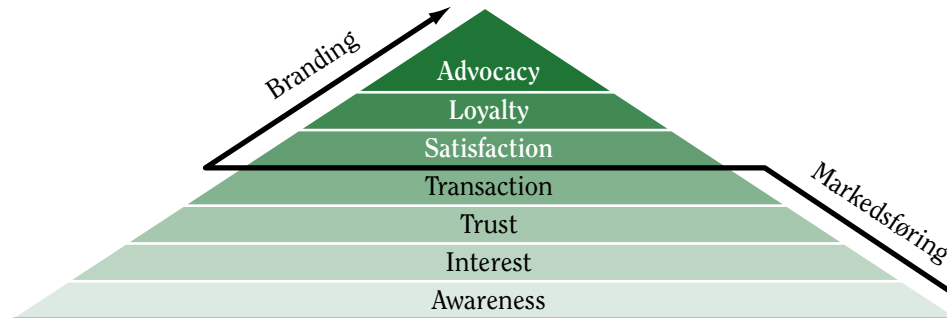 Branding
Advocacy
Loyalty
Satisfaction
Transaction
Markedsføring
Trust
Interest
Awareness